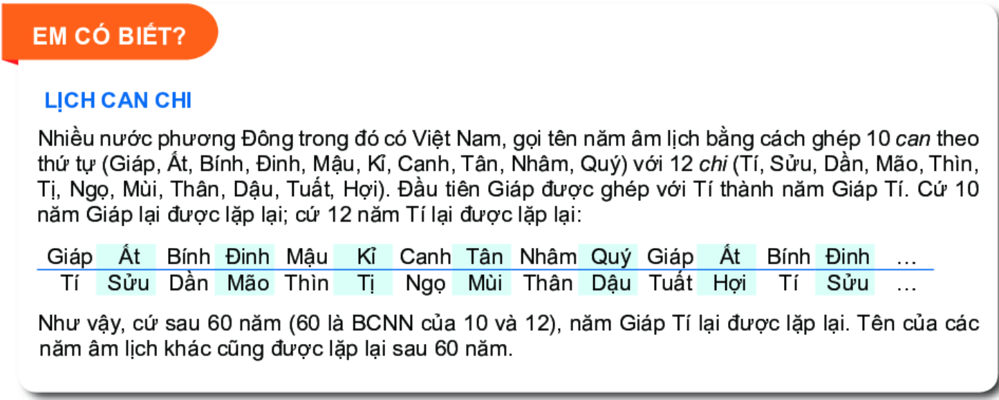 EM CÓ BIẾT?
LỊCH CAN CHI
Nhiều nước phương Đông trong đó có Việt Nam, gọi tên năm âm lịch bằng cách ghép 10 can theo
thứ tự (Giáp, Ất, Bính, Đinh, Mậu, Kỉ, Canh, Tân, Nhâm, Quý) với 12 chi (Tí, Sửu, Dần, Mão, Thìn,
Tị, Ngọ, Mùi, Thân, Dậu, Tuất, Hợi). Đầu tiên Giáp được ghép với Tí thành năm Giáp Tí. Cứ 10
năm Giáp lại được lặp lại; cứ 12 năm Tí lại được lặp lại:
Giáp Ất Bính Đinh Mậu Kỉ Canh Tân Nhâm Quý Giáp Ất Bính Đinh ...
Tí Sửu Dần Mão Thìn Tị Ngọ Mùi Thân Dậu Tuất Hợi Tí Sửu ...
Như vậy, cứ sau 60 năm (60 là BCNN của 10 và 12), năm Giáp Tí lại được lặp lại. Tên của các
năm âm lịch khác cũng được lặp lại sau 60 năm.